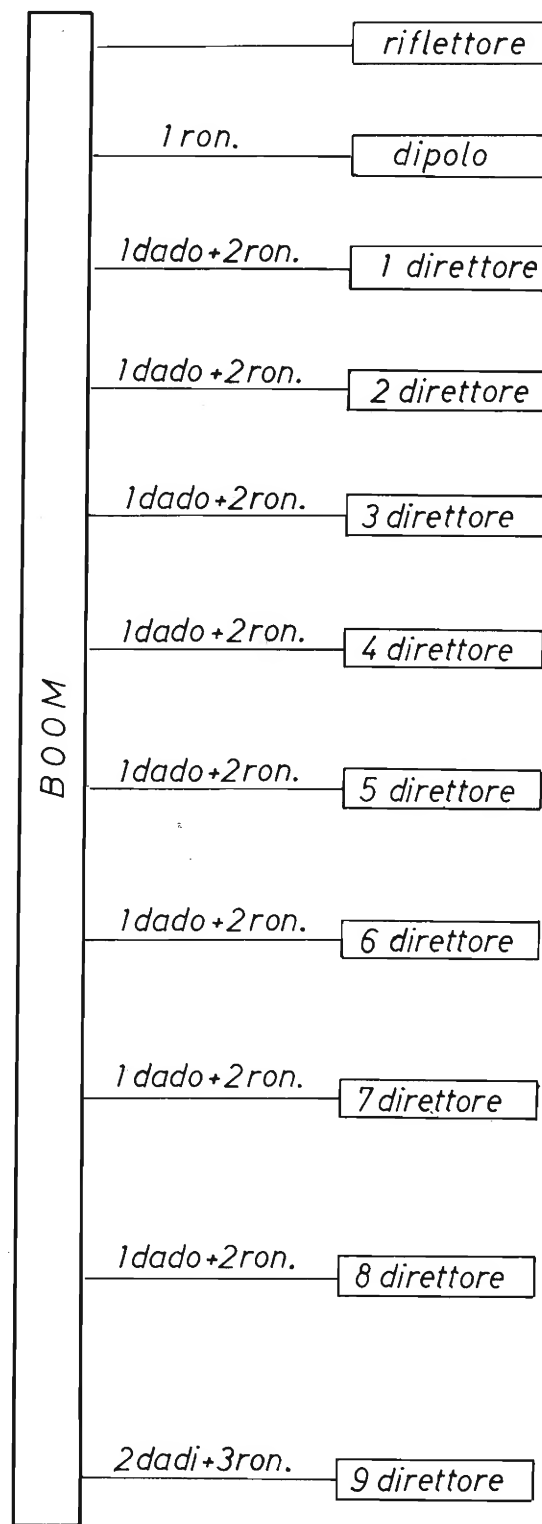 riflettore
1 ron.
dipolo
1dado+2ron.
1 direttore
1dado+2ron.
2 direttore
1dado+2ron.
3 direttore
1dado+2ron.
4 direttore
BOOM
1dado+2ron.
5 direttore
1dado+2ron.
6 direttore
1dado+2ron.
7 direttore
1dado+2ron.
8 direttore
2dadi+3ron.
9 direttore